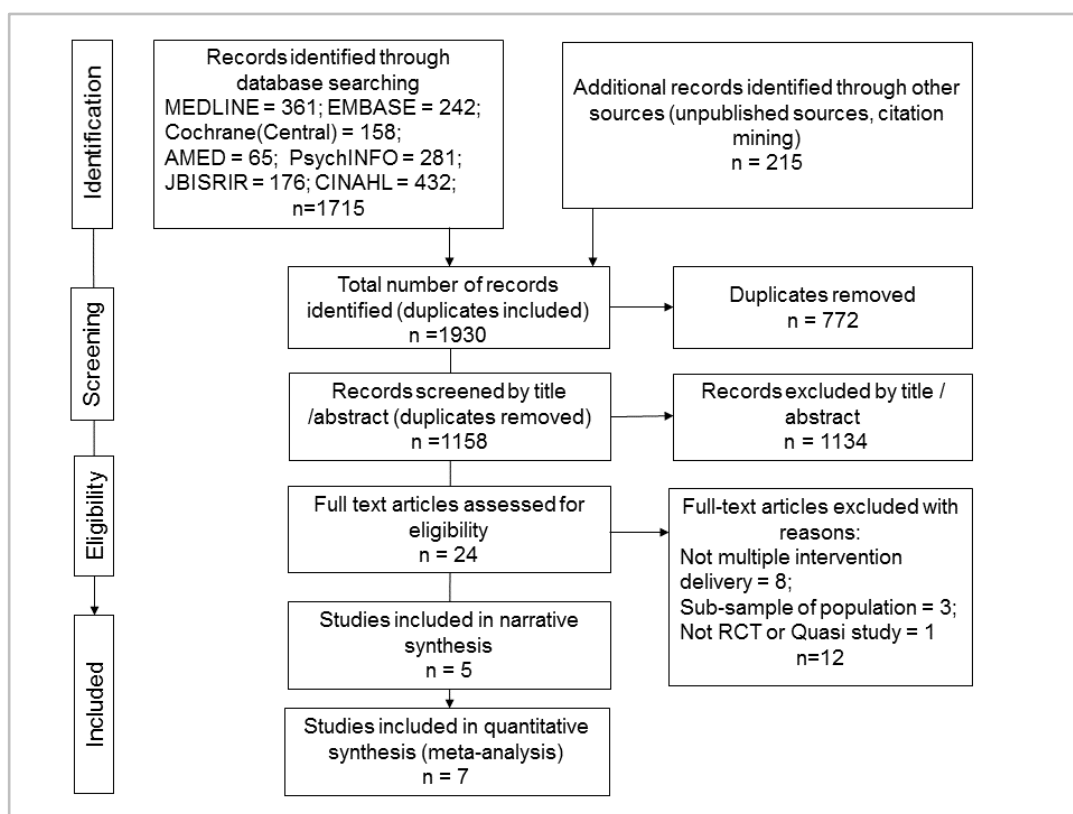 Identification
Records identified through
database searching
MEDLINE = 361; EMBASE = 242;
Cochrane(Central) = 158;
AMED = 65; PsychINFO = 281;
JBISRIR = 176; CINAHL = 432;
n=1715
Additional records identified through other
sources (unpublished sources, citation
mining)
n = 215
Screening
Total number of records
identified (duplicates included)
n =1930
Duplicates removed
n = 772
Records screened by title
/abstract (duplicates removed)
n =1158
Records excluded by title /
abstract
n = 1134
Eligibility
Full text articles assessed for
eligibility
n = 24
Full-text articles excluded with
reasons:
Not multiple intervention
delivery = 8;
Sub-sample of population = 3;
Not RCT or Quasi study = 1
n=12
Included
Studies included in narrative
synthesis
n = 5
Studies included in quantitative
synthesis (meta-analysis)
n = 7